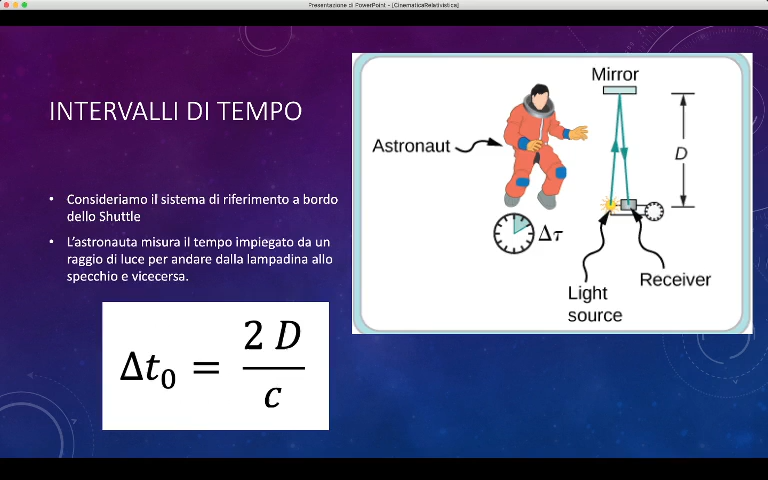 Presentazione di PowerPoint - [CinematicaRelativistica]
INTERVALLI DI TEMPO
• Consideriamo il sistema di riferimento a bordo
dello Shuttle
• L'astronauta misura il tempo impiegato da un
raggio di luce per andare dalla lampadina allo
specchio e vicecersa.
Δt₀ = 2 D / c
Mirror
Astronaut
D
Δτ
Receiver
Light
source